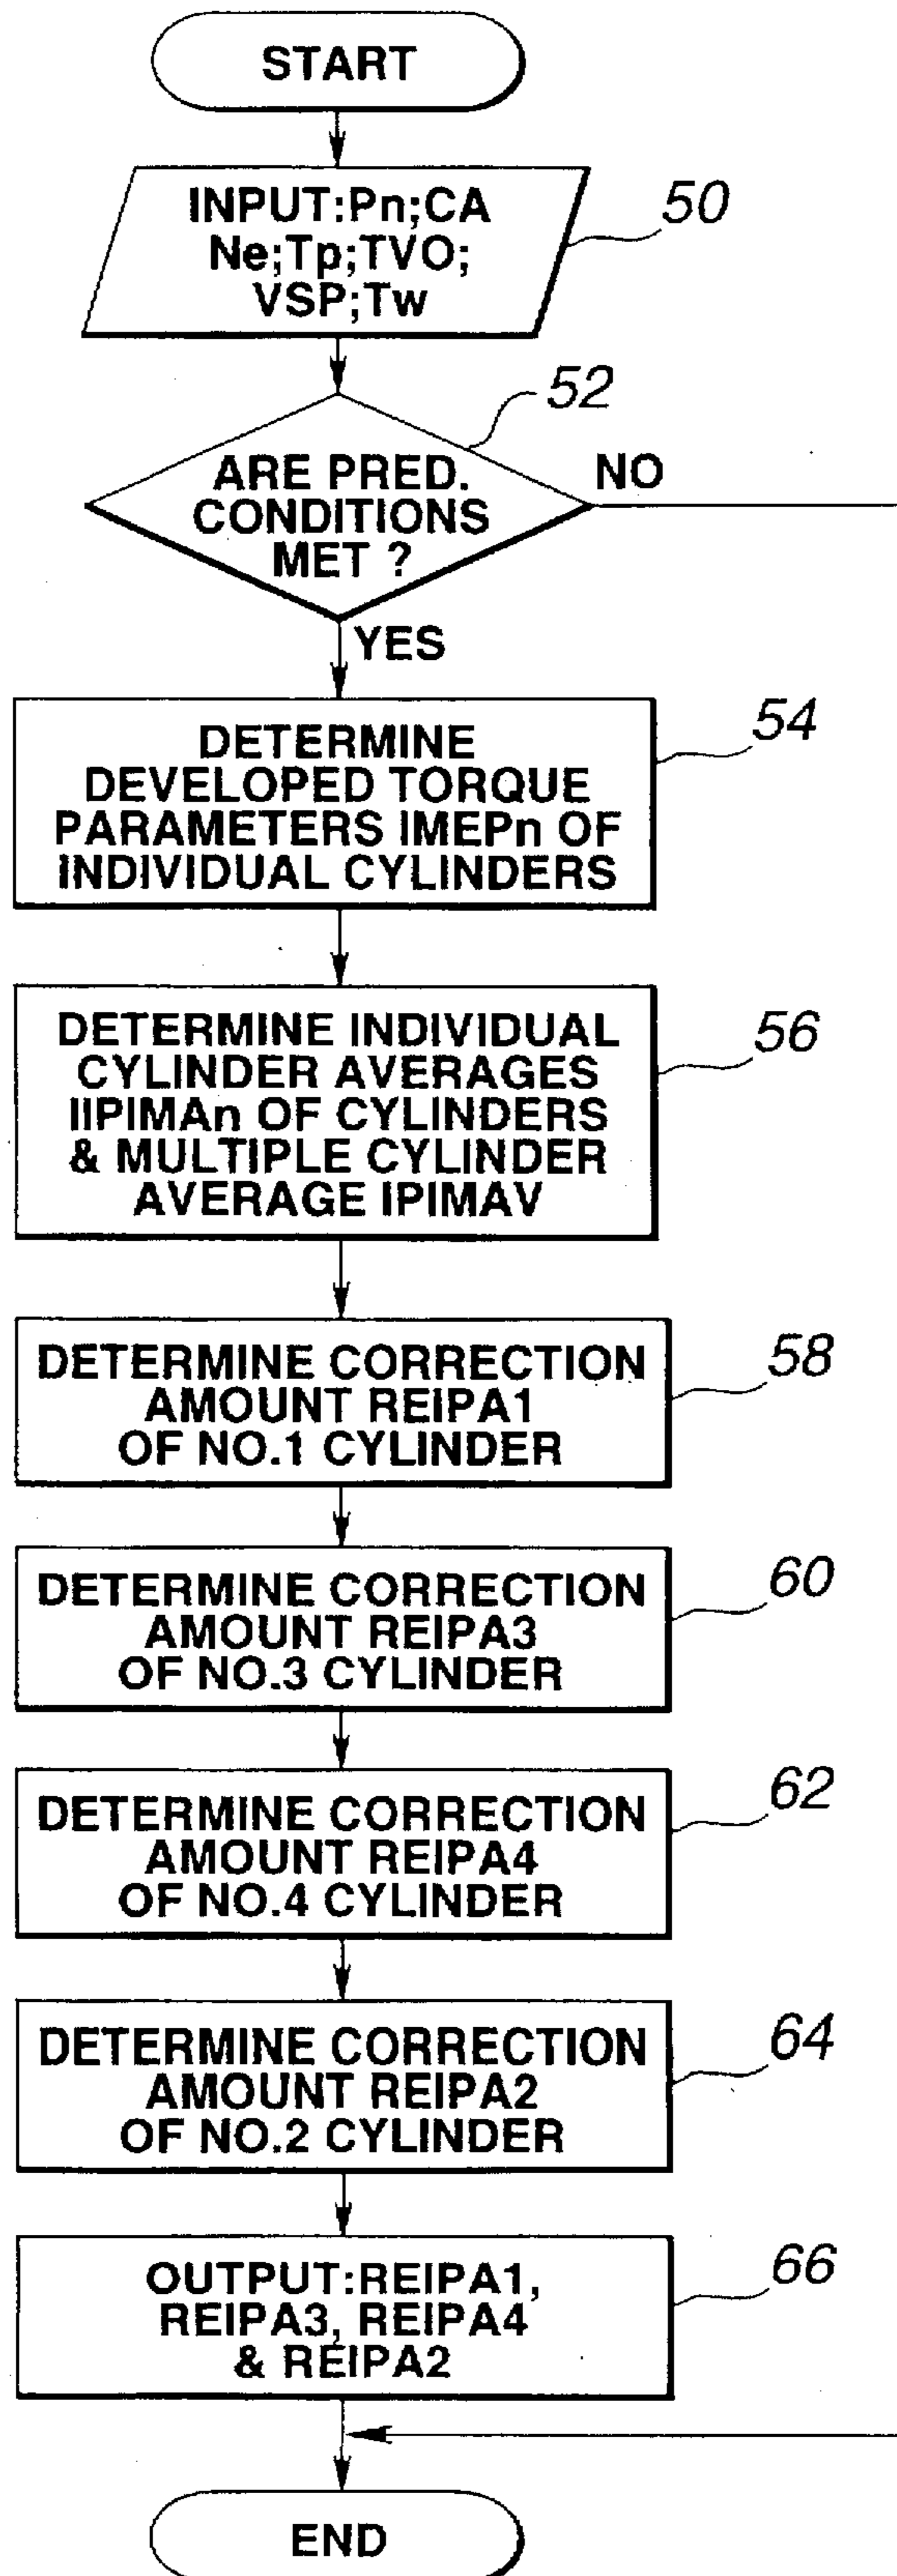 START
INPUT:Pn;CA
Ne;Tp;TVO;
VSP;Tw
50
52
ARE PRED.
CONDITIONS
MET ?
NO
YES
54
DETERMINE
DEVELOPED TORQUE
PARAMETERS IMEPn OF
INDIVIDUAL CYLINDERS
56
DETERMINE INDIVIDUAL
CYLINDER AVERAGES
IIPIMAn OF CYLINDERS
& MULTIPLE CYLINDER
AVERAGE IPIMAV
58
DETERMINE CORRECTION
AMOUNT REIPA1
OF NO.1 CYLINDER
60
DETERMINE CORRECTION
AMOUNT REIPA3
OF NO.3 CYLINDER
62
DETERMINE CORRECTION
AMOUNT REIPA4
OF NO.4 CYLINDER
64
DETERMINE CORRECTION
AMOUNT REIPA2
OF NO.2 CYLINDER
66
OUTPUT:REIPA1,
REIPA3, REIPA4
& REIPA2
END